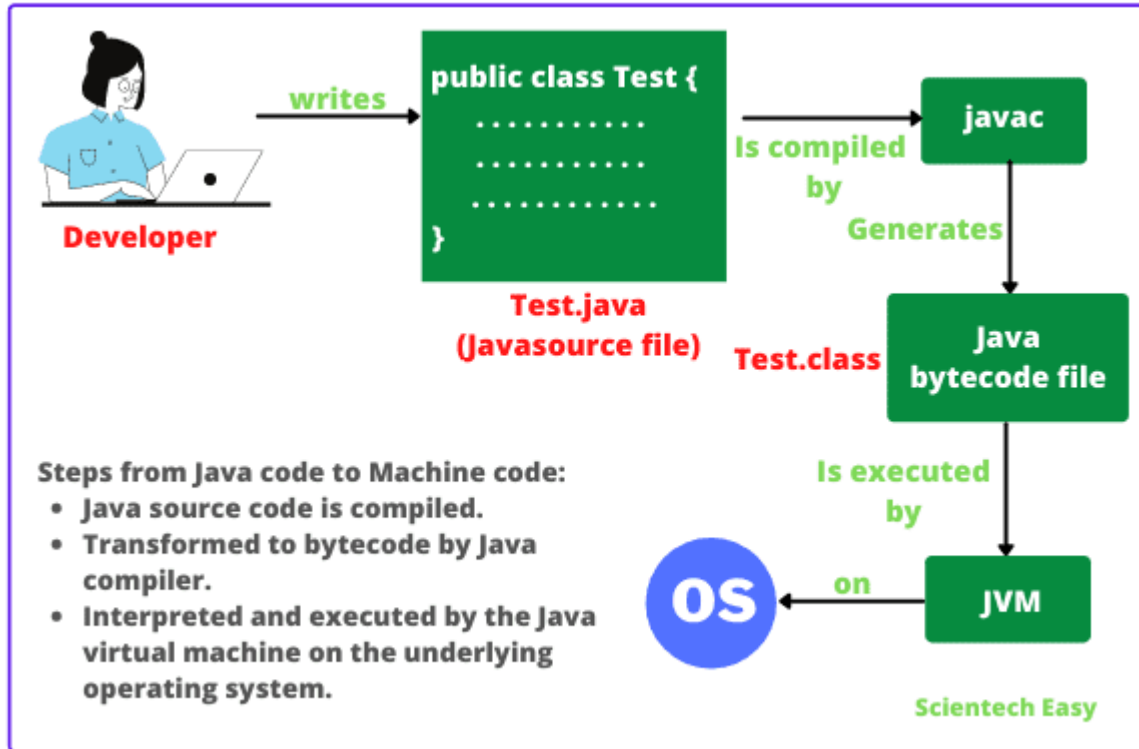 writes
public class Test {
. . . . . . . . . . .
. . . . . . . . . . .
. . . . . . . . . . . .
}
Developer
Test.java
(Javasource file)
Is compiled
by
javac
Generates
Test.class
Java
bytecode file
Is executed
by
JVM
on
OS
Steps from Java code to Machine code:
• Java source code is compiled.
• Transformed to bytecode by Java
compiler.
• Interpreted and executed by the Java
virtual machine on the underlying
operating system.
Scientech Easy